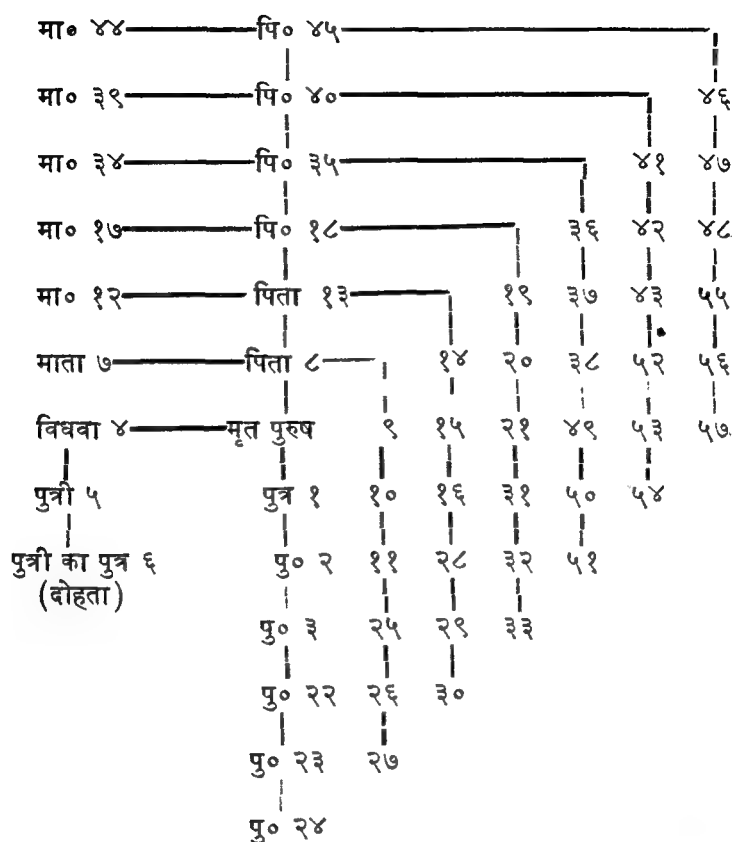 मा० ४४ पि० ४५
मा० ३९ पि० ४० ४६
मा० ३४ पि० ३५ ४१ ४७
मा० १७ पि० १८ ३६ ४२ ४८
मा० १२ पिता १३ १९ ३७ ४३ ५५
माता ७ पिता ८ १४ २० ३८ ५२ ५६
विधवा ४ मृत पुरुष ९ १५ २१ ४९ ५३ ५७
पुत्री ५ पुत्र १ १० १६ ३१ ५० ५४
पुत्री का पुत्र ६ पु० २ ११ २८ ३२ ५१
(दोहता)
पु० ३ २५ २९ ३३
पु० २२ २६ ३०
पु० २३ २७
पु० २४